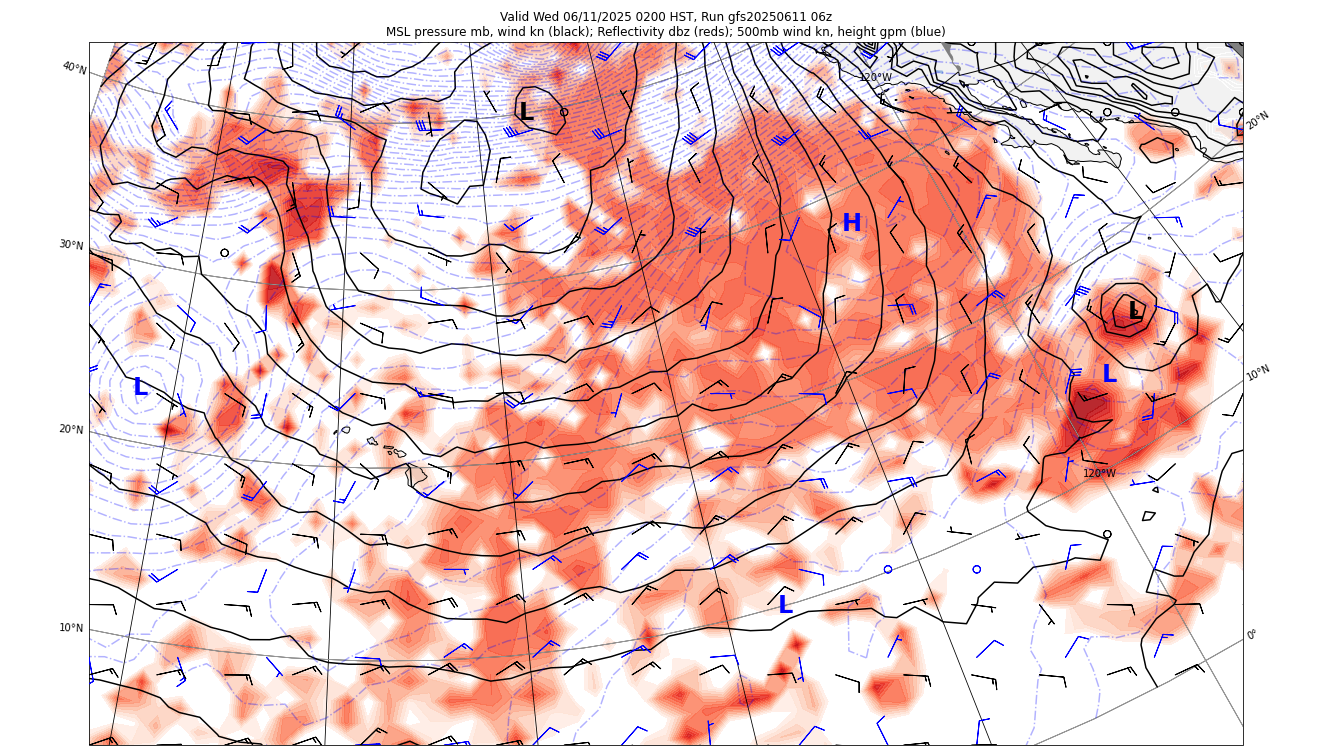 Valid Wed 06/11/2025 0200 HST, Run gfs20250611 06z
MSL pressure mb, wind kn (black); Reflectivity dbz (reds); 500mb wind kn, height gpm (blue)
40°N
120°W
20°N
L
H
30°N
L
10°N
L
L
20°N
120°W
L
10°N
0°